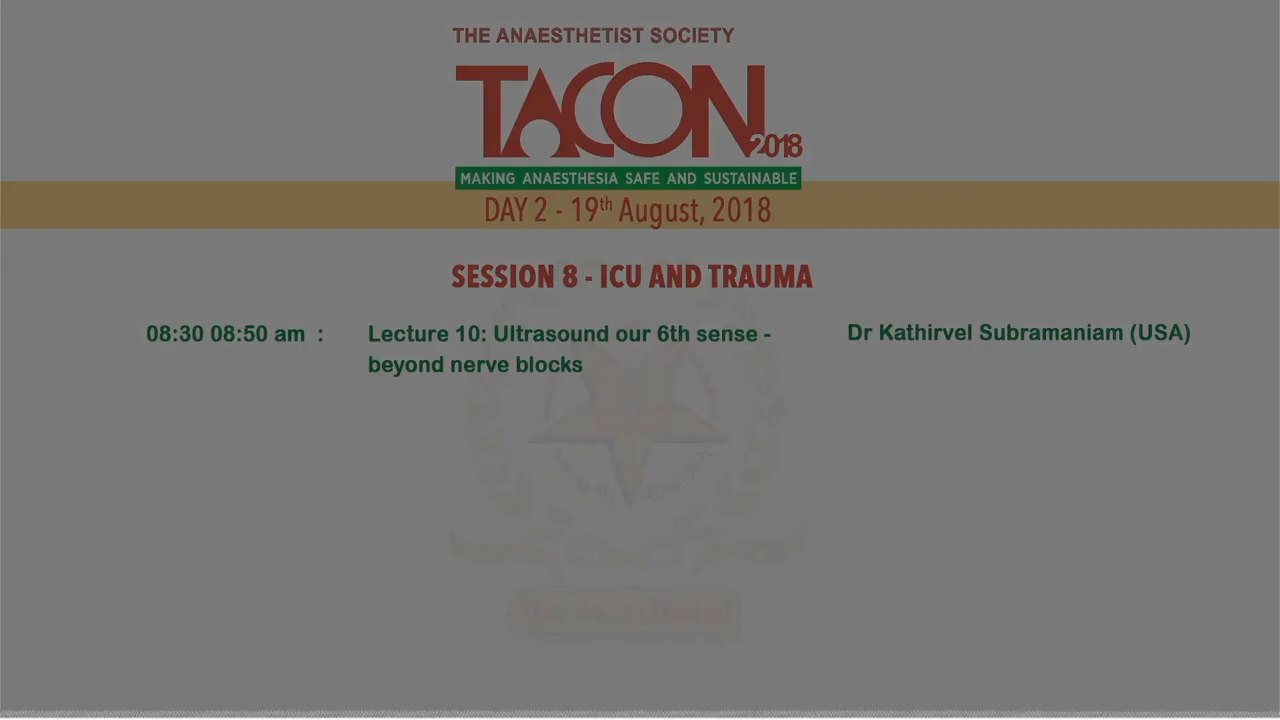 THE ANAESTHETIST SOCIETY
TACON 2018
MAKING ANAESTHESIA SAFE AND SUSTAINABLE
DAY 2 - 19th August, 2018
SESSION 8 - ICU AND TRAUMA
08:30 08:50 am : Lecture 10: Ultrasound our 6th sense - Dr Kathirvel Subramaniam (USA)
beyond nerve blocks